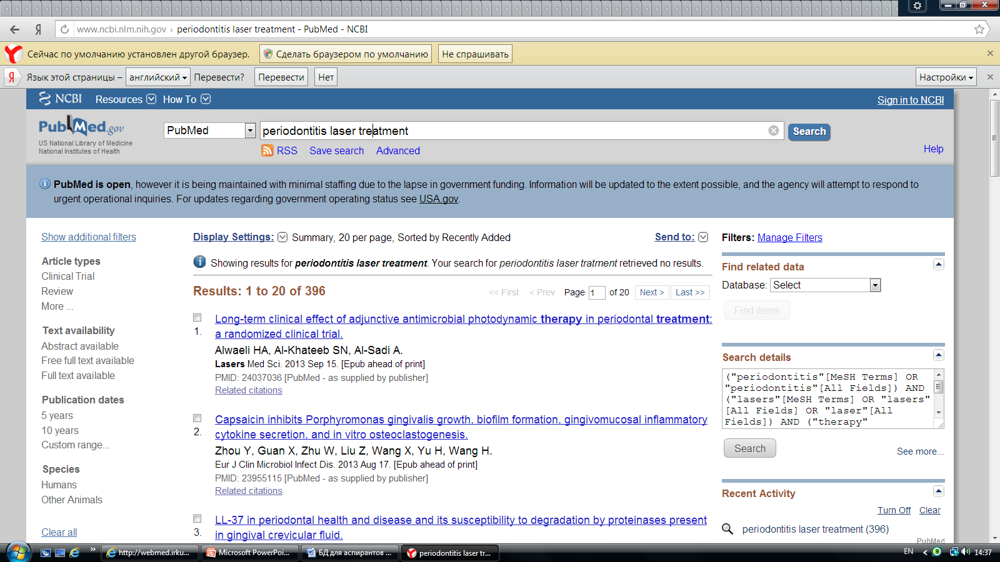 www.ncbi.nlm.nih.gov › periodontitis laser treatment - PubMed - NCBI
Сейчас по умолчанию установлен другой браузер. Сделать браузером по умолчанию Не спрашивать
Язык этой страницы – английский Перевести? Перевести Нет Настройки
NCBI Resources How To Sign in to NCBI
PubMed.gov
US National Library of Medicine
National Institutes of Health
PubMed periodontitis laser treatment Search
RSS Save search Advanced Help
PubMed is open, however it is being maintained with minimal staffing due to the lapse in government funding. Information will be updated to the extent possible, and the agency will attempt to respond to
urgent operational inquiries. For updates regarding government operating status see USA.gov.
Show additional filters
Article types
Clinical Trial
Review
More ...
Text availability
Abstract available
Free full text available
Full text available
Publication dates
5 years
10 years
Custom range...
Species
Humans
Other Animals
Clear all
Display Settings: Summary, 20 per page, Sorted by Recently Added Send to:
Showing results for periodontitis laser treatment. Your search for periodontitis laser tratment retrieved no results.
Results: 1 to 20 of 396
<< First < Prev Page 1 of 20 Next > Last >>
1. Long-term clinical effect of adjunctive antimicrobial photodynamic therapy in periodontal treatment:
a randomized clinical trial.
Alwaeli HA, Al-Khateeb SN, Al-Sadi A.
Lasers Med Sci. 2013 Sep 15. [Epub ahead of print]
PMID: 24037036 [PubMed - as supplied by publisher]
Related citations
2. Capsaicin inhibits Porphyromonas gingivalis growth, biofilm formation, gingivomucosal inflammatory
cytokine secretion, and in vitro osteoclastogenesis.
Zhou Y, Guan X, Zhu W, Liu Z, Wang X, Yu H, Wang H.
Eur J Clin Microbiol Infect Dis. 2013 Aug 17. [Epub ahead of print]
PMID: 23955115 [PubMed - as supplied by publisher]
Related citations
3. LL-37 in periodontal health and disease and its susceptibility to degradation by proteinases present
in gingival crevicular fluid.
Filters: Manage Filters
Find related data
Database: Select
Find items
Search details
("periodontitis"[MeSH Terms] OR
"periodontitis"[All Fields]) AND
("lasers"[MeSH Terms] OR "lasers"
[All Fields] OR "laser"[All
Fields]) AND ("therapy"
Search
See more...
Recent Activity
Turn Off Clear
periodontitis laser treatment (396)
PubMed
http://webmed.irku... Microsoft PowerPoi... БД для аспирантов ... periodontitis laser tr... EN 14:37